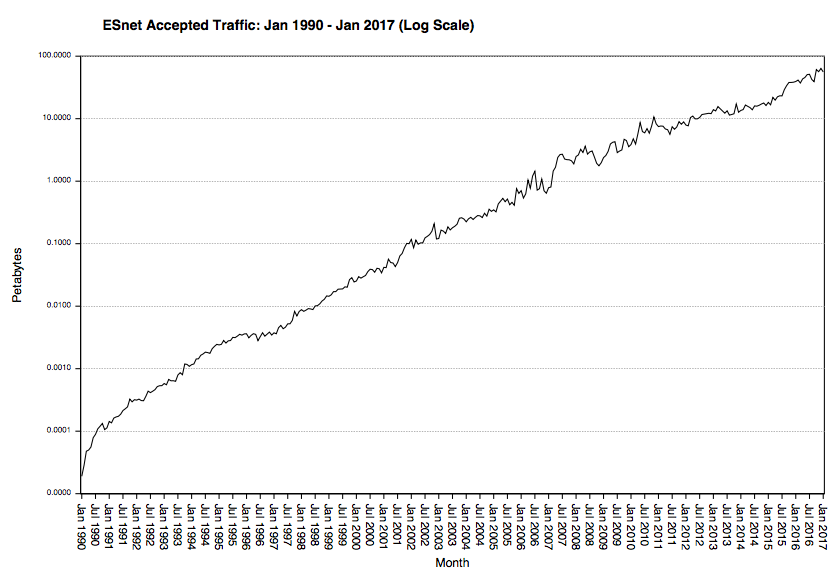 ESnet Accepted Traffic: Jan 1990 - Jan 2017 (Log Scale)
100.0000
10.0000
1.0000
0.1000
0.0100
0.0010
0.0001
0.0000
Petabytes
Jan 1990
Jul 1990
Jan 1991
Jul 1991
Jan 1992
Jul 1992
Jan 1993
Jul 1993
Jan 1994
Jul 1994
Jan 1995
Jul 1995
Jan 1996
Jul 1996
Jan 1997
Jul 1997
Jan 1998
Jul 1998
Jan 1999
Jul 1999
Jan 2000
Jul 2000
Jan 2001
Jul 2001
Jan 2002
Jul 2002
Jan 2003
Jul 2003
Jan 2004
Jul 2004
Jan 2005
Jul 2005
Jan 2006
Jul 2006
Jan 2007
Jul 2007
Jan 2008
Jul 2008
Jan 2009
Jul 2009
Jan 2010
Jul 2010
Jan 2011
Jul 2011
Jan 2012
Jul 2012
Jan 2013
Jul 2013
Jan 2014
Jul 2014
Jan 2015
Jul 2015
Jan 2016
Jul 2016
Jan 2017
Month